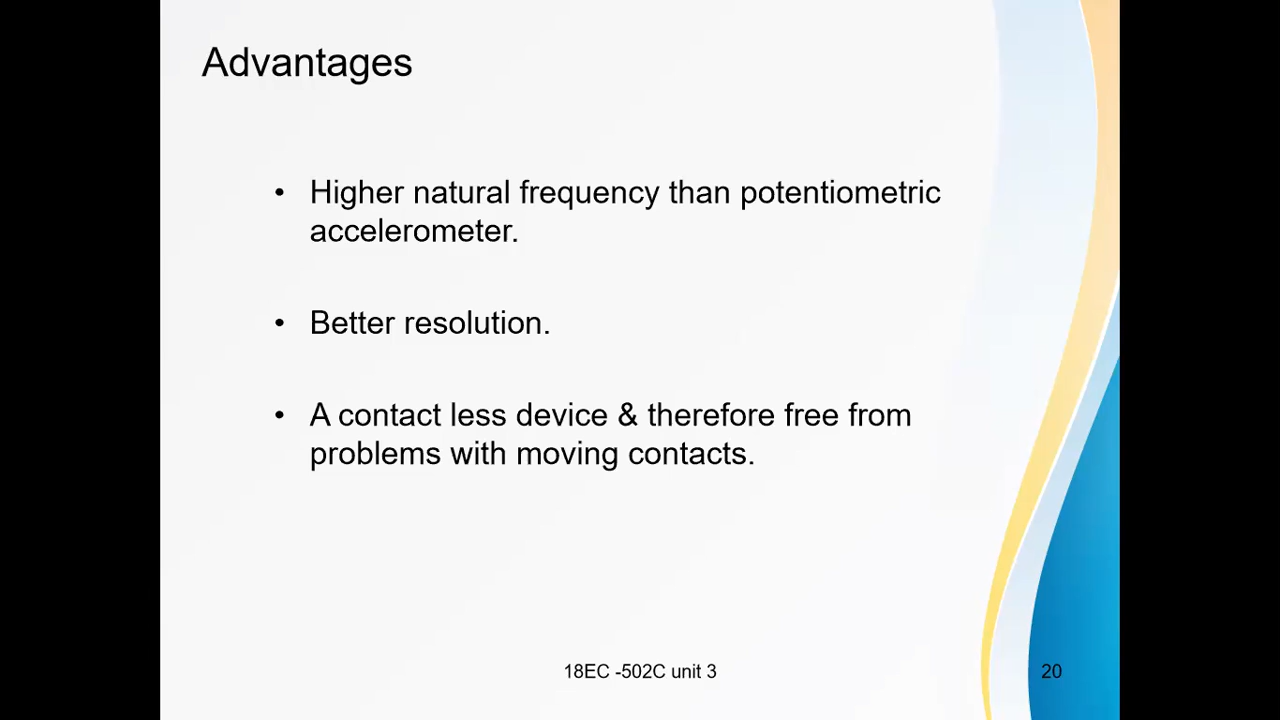 Advantages
• Higher natural frequency than potentiometric
accelerometer.
• Better resolution.
• A contact less device & therefore free from
problems with moving contacts.
18EC -502C unit 3
20